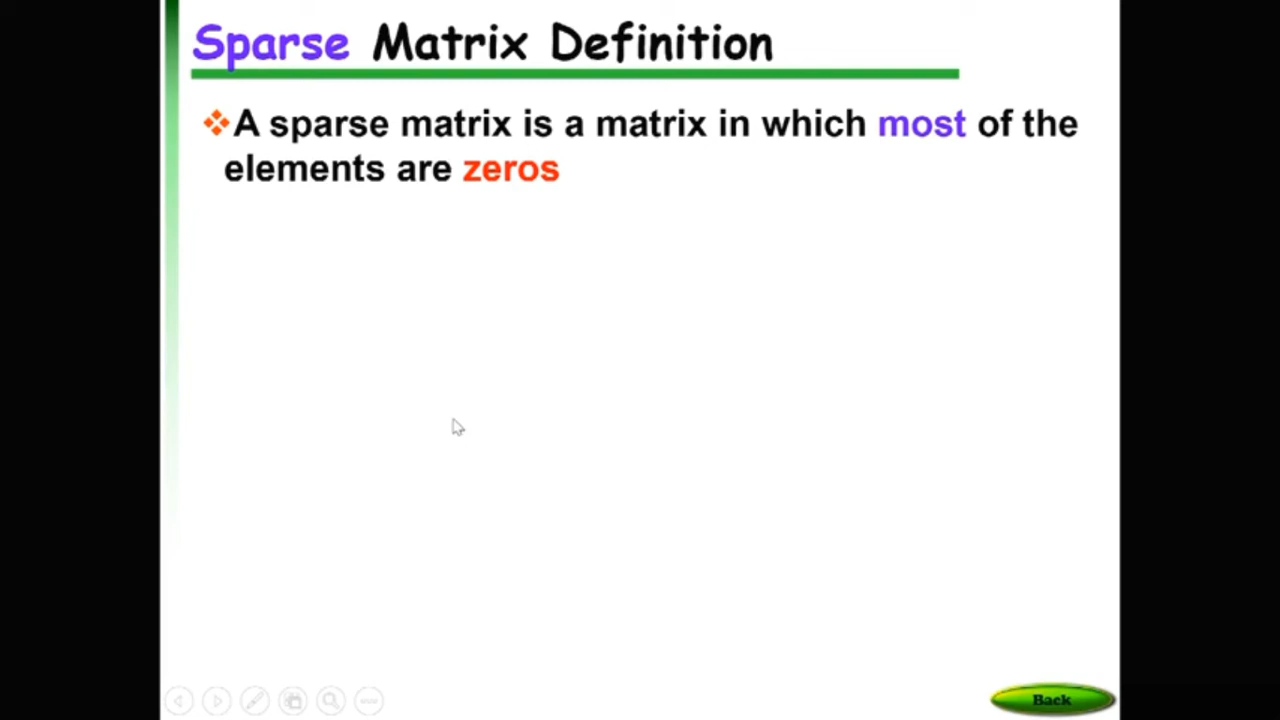 Sparse Matrix Definition
A sparse matrix is a matrix in which most of the
elements are zeros
Back